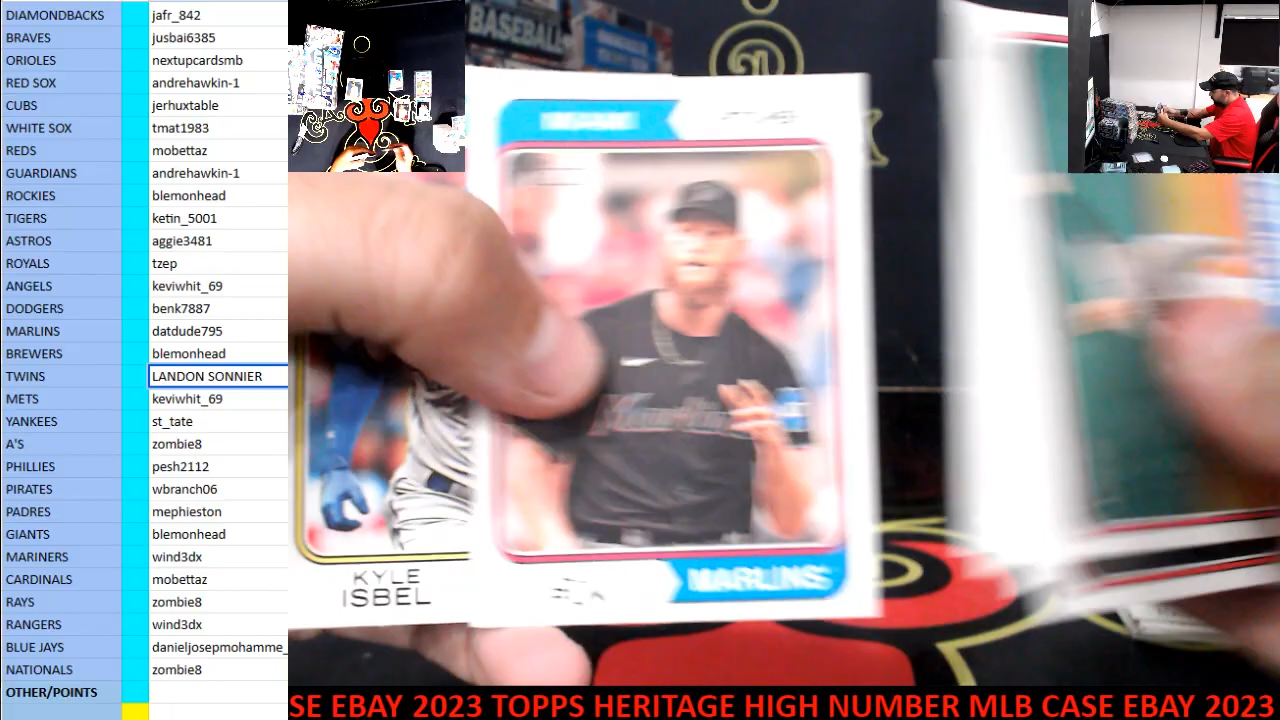 DIAMONDBACKS jafr_842
BRAVES jusbai6385
ORIOLES nextupcardsmb
RED SOX andrehawkin-1
CUBS jerhuxtable
WHITE SOX tmat1983
REDS mobettaz
GUARDIANS andrehawkin-1
ROCKIES blemonhead
TIGERS ketin_5001
ASTROS aggie3481
ROYALS tzep
ANGELS keviwhit_69
DODGERS benk7887
MARLINS datdude795
BREWERS blemonhead
TWINS LANDON SONNIER
METS keviwhit_69
YANKEES st_tate
A'S zombie8
PHILLIES pesh2112
PIRATES wbranch06
PADRES mephieston
GIANTS blemonhead
MARINERS wind3dx
CARDINALS mobettaz
RAYS zombie8
RANGERS wind3dx
BLUE JAYS danieljosepmohamme_
NATIONALS zombie8
OTHER/POINTS
BASEBALL
KYLE
ISBEL
MARLINS
SE EBAY 2023 TOPPS HERITAGE HIGH NUMBER MLB CASE EBAY 2023